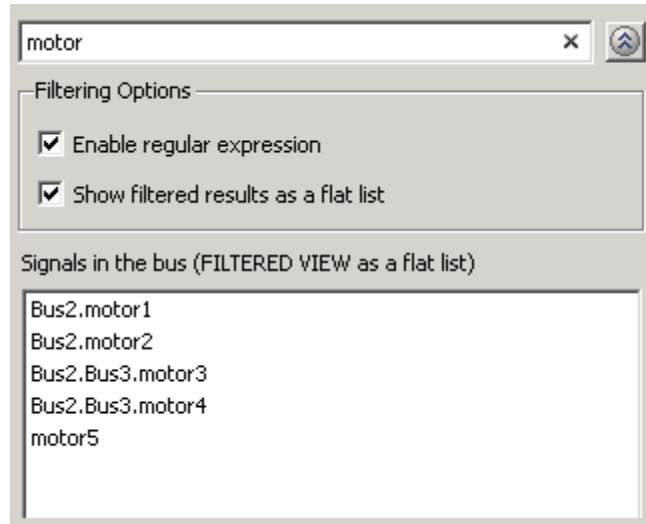 motor
Filtering Options
Enable regular expression
Show filtered results as a flat list
Signals in the bus (FILTERED VIEW as a flat list)
Bus2.motor1
Bus2.motor2
Bus2.Bus3.motor3
Bus2.Bus3.motor4
motor5